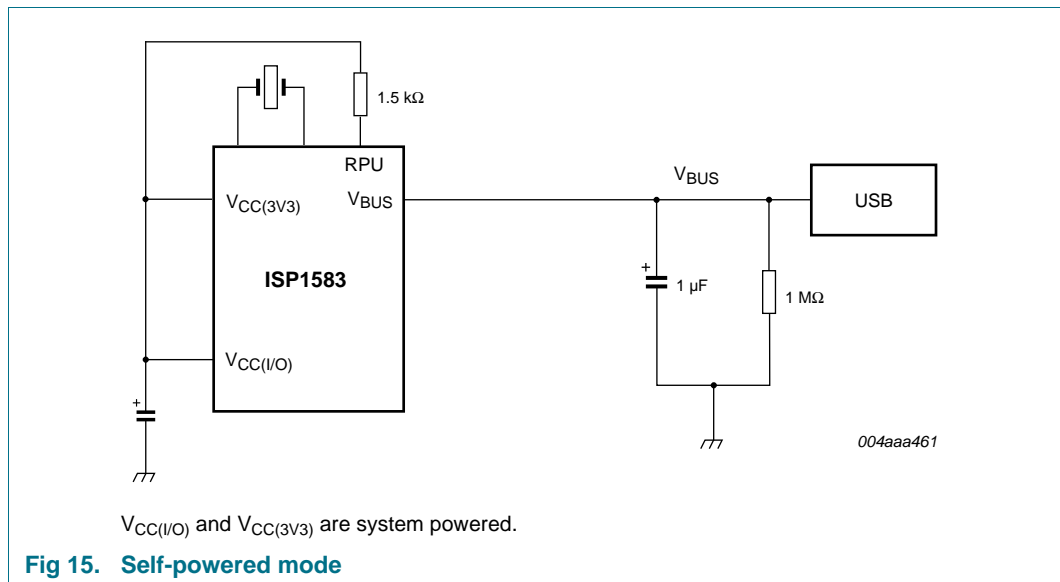 1.5 kΩ
RPU
VCC(3V3)
VBUS
VBUS
USB
ISP1583
+
1 µF
1 MΩ
VCC(I/O)
+
004aaa461
VCC(I/O) and VCC(3V3) are system powered.
Fig 15. Self-powered mode